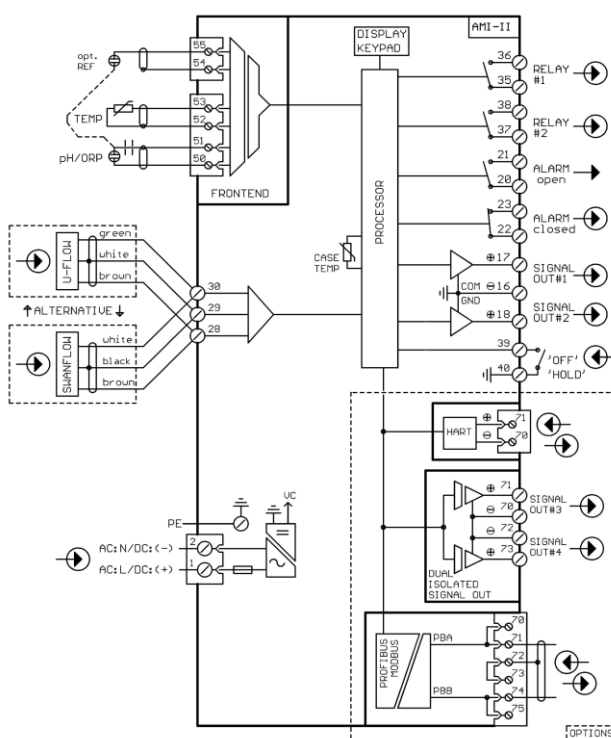 AMI-II
DISPLAY
KEYPAD
opt.
REF
55
54
TEMP
53
52
pH/ORP
51
50
FRONTEND
PROCESSOR
CASE
TEMP
36
35
RELAY
#1
38
37
RELAY
#2
21
20
ALARM
open
23
22
ALARM
closed
⊕ 17
SIGNAL
OUT#1
COM ⊖ 16
GND
⊕ 18
SIGNAL
OUT#2
39
40
'OFF'
'HOLD'
U-FLOW
green
white
brown
↑ALTERNATIVE↓
SWANFLOW
white
black
brown
30
29
28
HART
⊕ 71
⊖ 70
⊕ 71
⊖ 70
SIGNAL
OUT#3
⊖ 72
⊕ 73
SIGNAL
OUT#4
DUAL
ISOLATED
SIGNAL OUT
VC
PE
AC:N/DC:(-)
2
AC:L/DC:(+)
1
PROFIBUS
MODBUS
PBA
PBB
70
71
72
73
74
75
OPTIONS